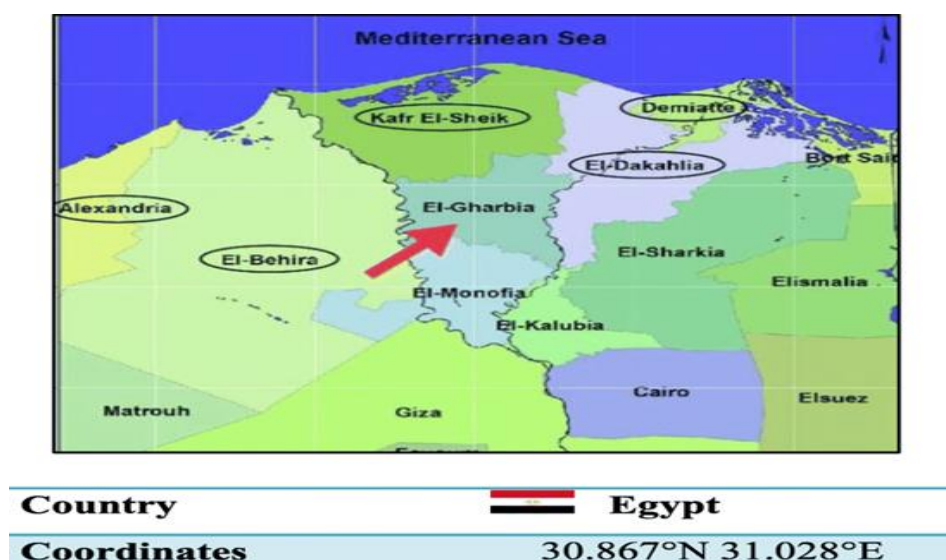 Mediterranean Sea
Kafr El-Sheik
Demiatte
El-Dakahlia
Bort Said
Alexandria
El-Gharbia
El-Behira
El-Sharkia
Elismalia
El-Monofia
El-Kalubia
Matrouh
Giza
Cairo
Elsuez
Country Egypt
Coordinates 30.867°N 31.028°E